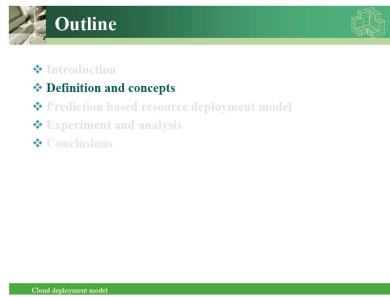 Outline
Introduction
Definition and concepts
Prediction based resource deployment model
Experiment and analysis
Conclusions
Cloud deployment model